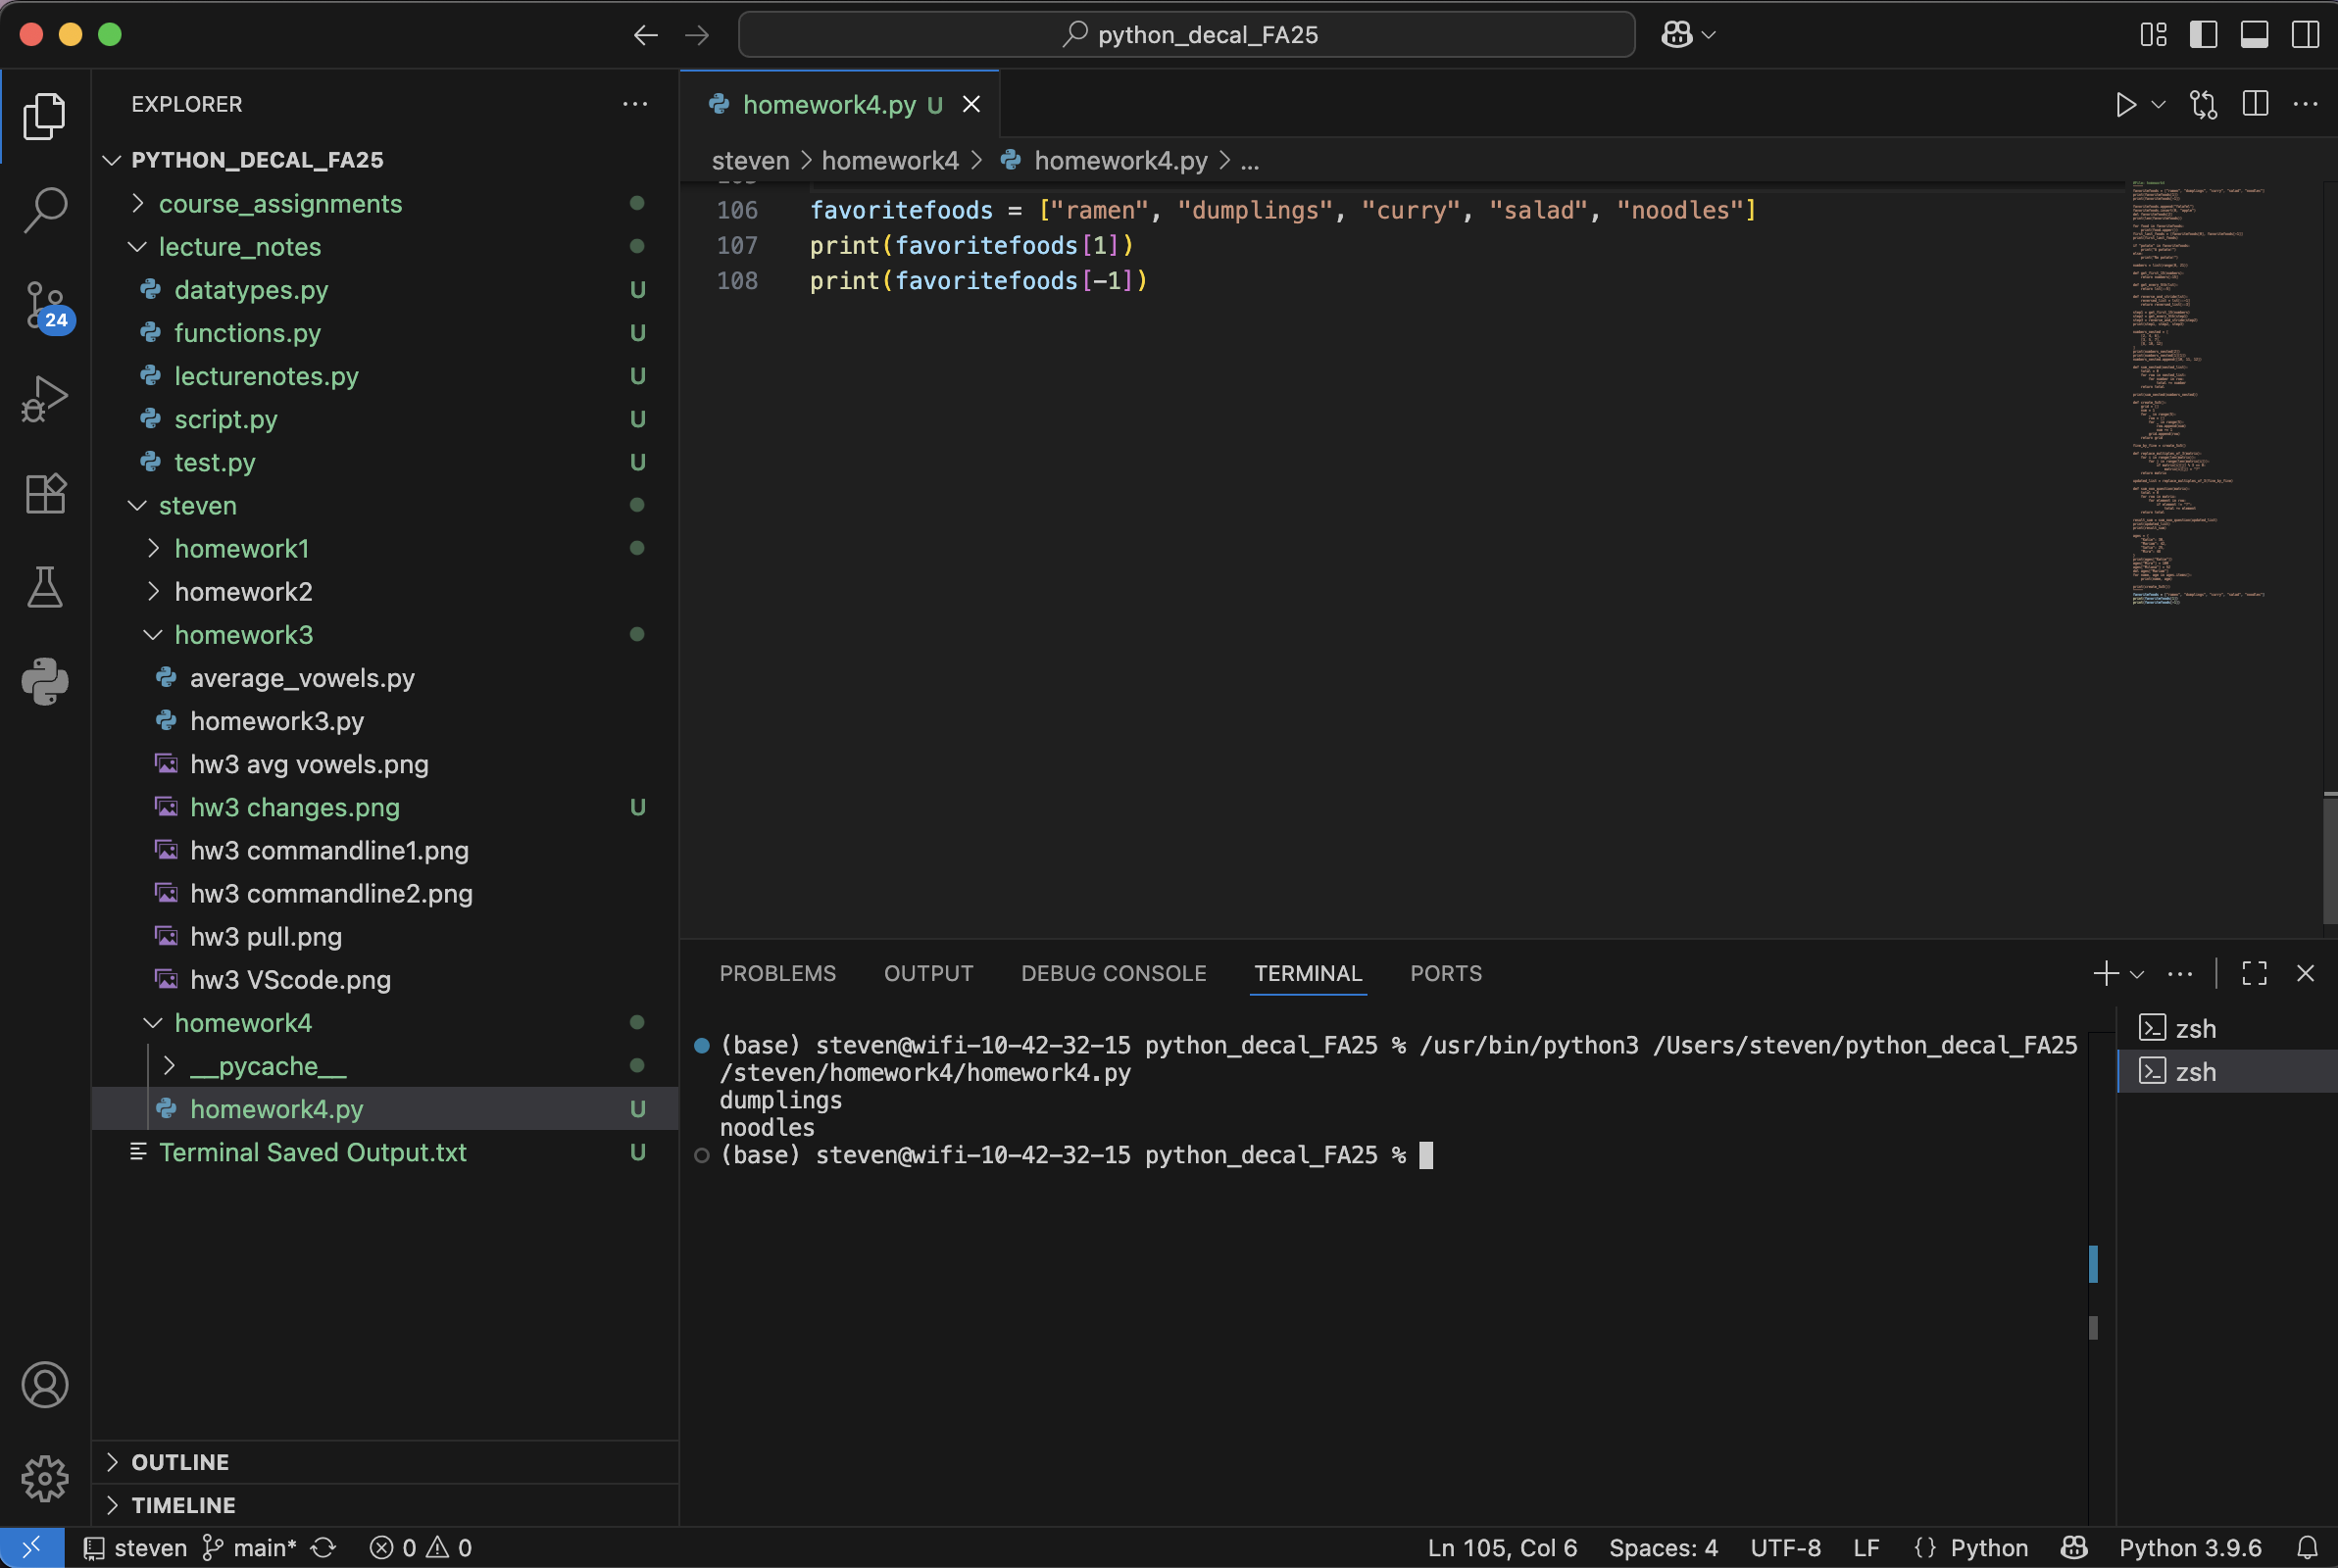 python_decal_FA25
EXPLORER
PYTHON_DECAL_FA25
course_assignments
lecture_notes
datatypes.py U
functions.py U
lecturenotes.py U
script.py U
test.py U
steven
homework1
homework2
homework3
average_vowels.py
homework3.py
hw3 avg vowels.png
hw3 changes.png U
hw3 commandline1.png
hw3 commandline2.png
hw3 pull.png
hw3 VScode.png
homework4
__pycache__
homework4.py U
Terminal Saved Output.txt U
OUTLINE
TIMELINE
24
homework4.py U
steven > homework4 > homework4.py > ...
106 favoritefoods = ["ramen", "dumplings", "curry", "salad", "noodles"]
107 print(favoritefoods[1])
108 print(favoritefoods[-1])
PROBLEMS OUTPUT DEBUG CONSOLE TERMINAL PORTS
(base) steven@wifi-10-42-32-15 python_decal_FA25 % /usr/bin/python3 /Users/steven/python_decal_FA25
/steven/homework4/homework4.py
dumplings
noodles
(base) steven@wifi-10-42-32-15 python_decal_FA25 %
zsh
zsh
steven main* 0 0 Ln 105, Col 6 Spaces: 4 UTF-8 LF {} Python Python 3.9.6